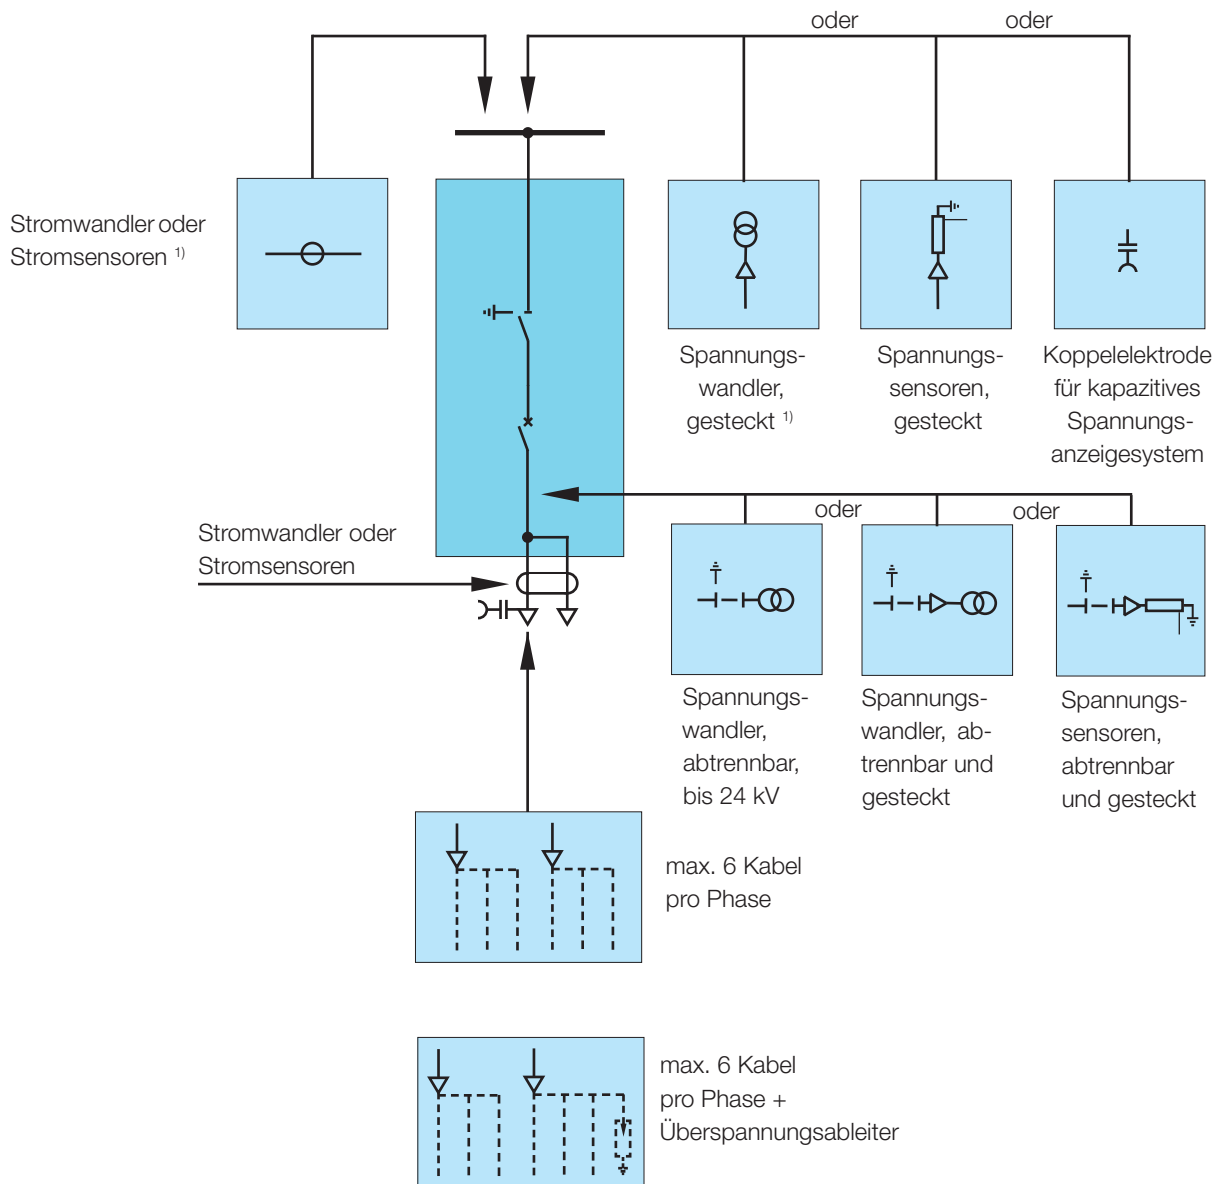 oder
oder
Stromwandler oder
Stromsensoren 1)
Spannungs-
wandler,
gesteckt 1)
Spannungs-
sensoren,
gesteckt
Koppelelektrode
für kapazitives
Spannungs-
anzeigesystem
oder
oder
Stromwandler oder
Stromsensoren
Spannungs-
wandler,
abtrennbar,
bis 24 kV
Spannungs-
wandler, ab-
trennbar und
gesteckt
Spannungs-
sensoren,
abtrennbar
und gesteckt
max. 6 Kabel
pro Phase
max. 6 Kabel
pro Phase +
Überspannungsableiter